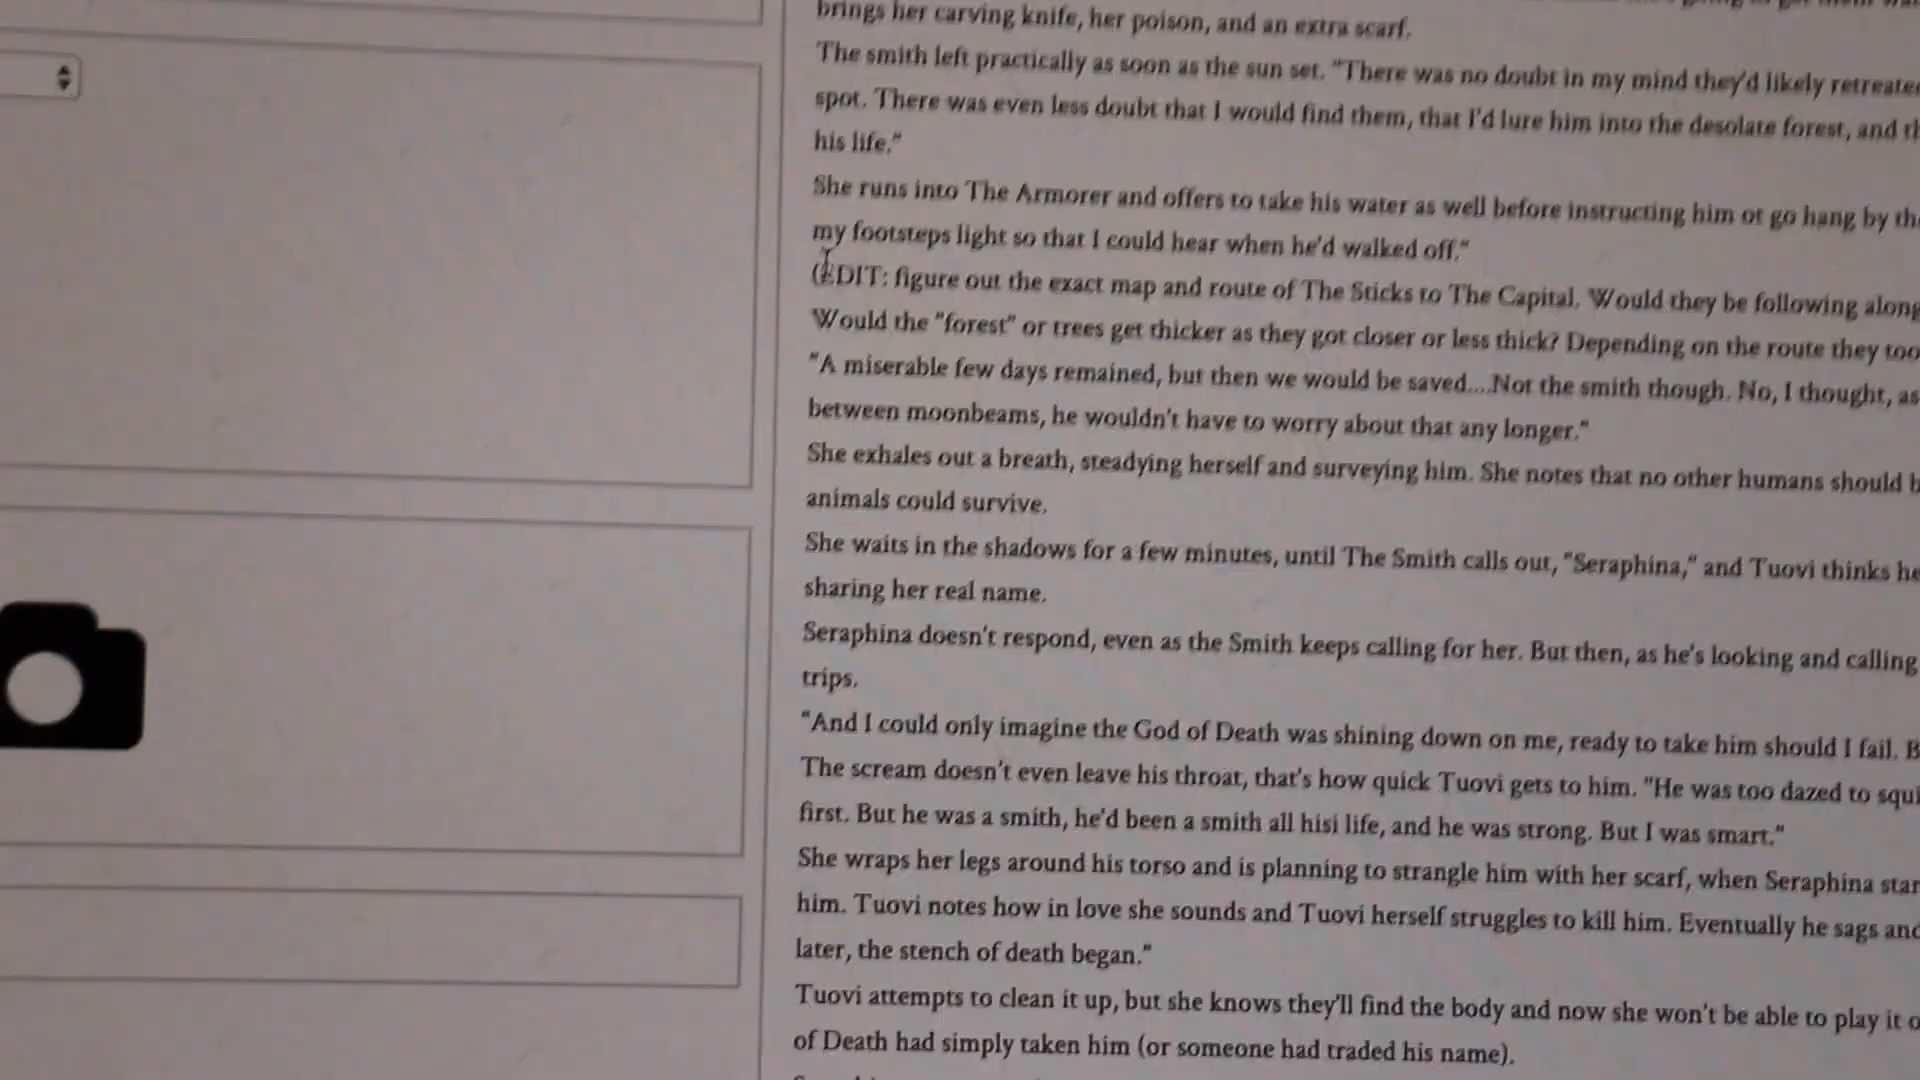 brings her carving knife, her poison, and an extra scarf.
The smith left practically as soon as the sun set. "There was no doubt in my mind they'd likely
spot. There was even less doubt that I would find them, that I'd lure him into the desolate forest, and
his life."
She runs into The Armorer and offers to take his water as well before instructing him ot go hang by
my footsteps light so that I could hear when he'd walked off."
(EDIT: figure out the exact map and route of The Sticks to The Capital. Would they be following along
Would the "forest" or trees get thicker as they got closer or less thick? Depending on the route they
"A miserable few days remained, but then we would be saved....Not the smith though. No, I thought, as
between moonbeams, he wouldn't have to worry about that any longer."
She exhales out a breath, steadying herself and surveying him. She notes that no other humans should
animals could survive.
She waits in the shadows for a few minutes, until The Smith calls out, "Seraphina," and Tuovi thinks
sharing her real name.
Seraphina doesn't respond, even as the Smith keeps calling for her. But then, as he's looking and calling
trips.
"And I could only imagine the God of Death was shining down on me, ready to take him should I fail.
The scream doesn't even leave his throat, that's how quick Tuovi gets to him. "He was too dazed to
first. But he was a smith, he'd been a smith all hisi life, and he was strong. But I was smart."
She wraps her legs around his torso and is planning to strangle him with her scarf, when Seraphina
him. Tuovi notes how in love she sounds and Tuovi herself struggles to kill him. Eventually he sags and
later, the stench of death began."
Tuovi attempts to clean it up, but she knows they'll find the body and now she won't be able to play it
of Death had simply taken him (or someone had traded his name).